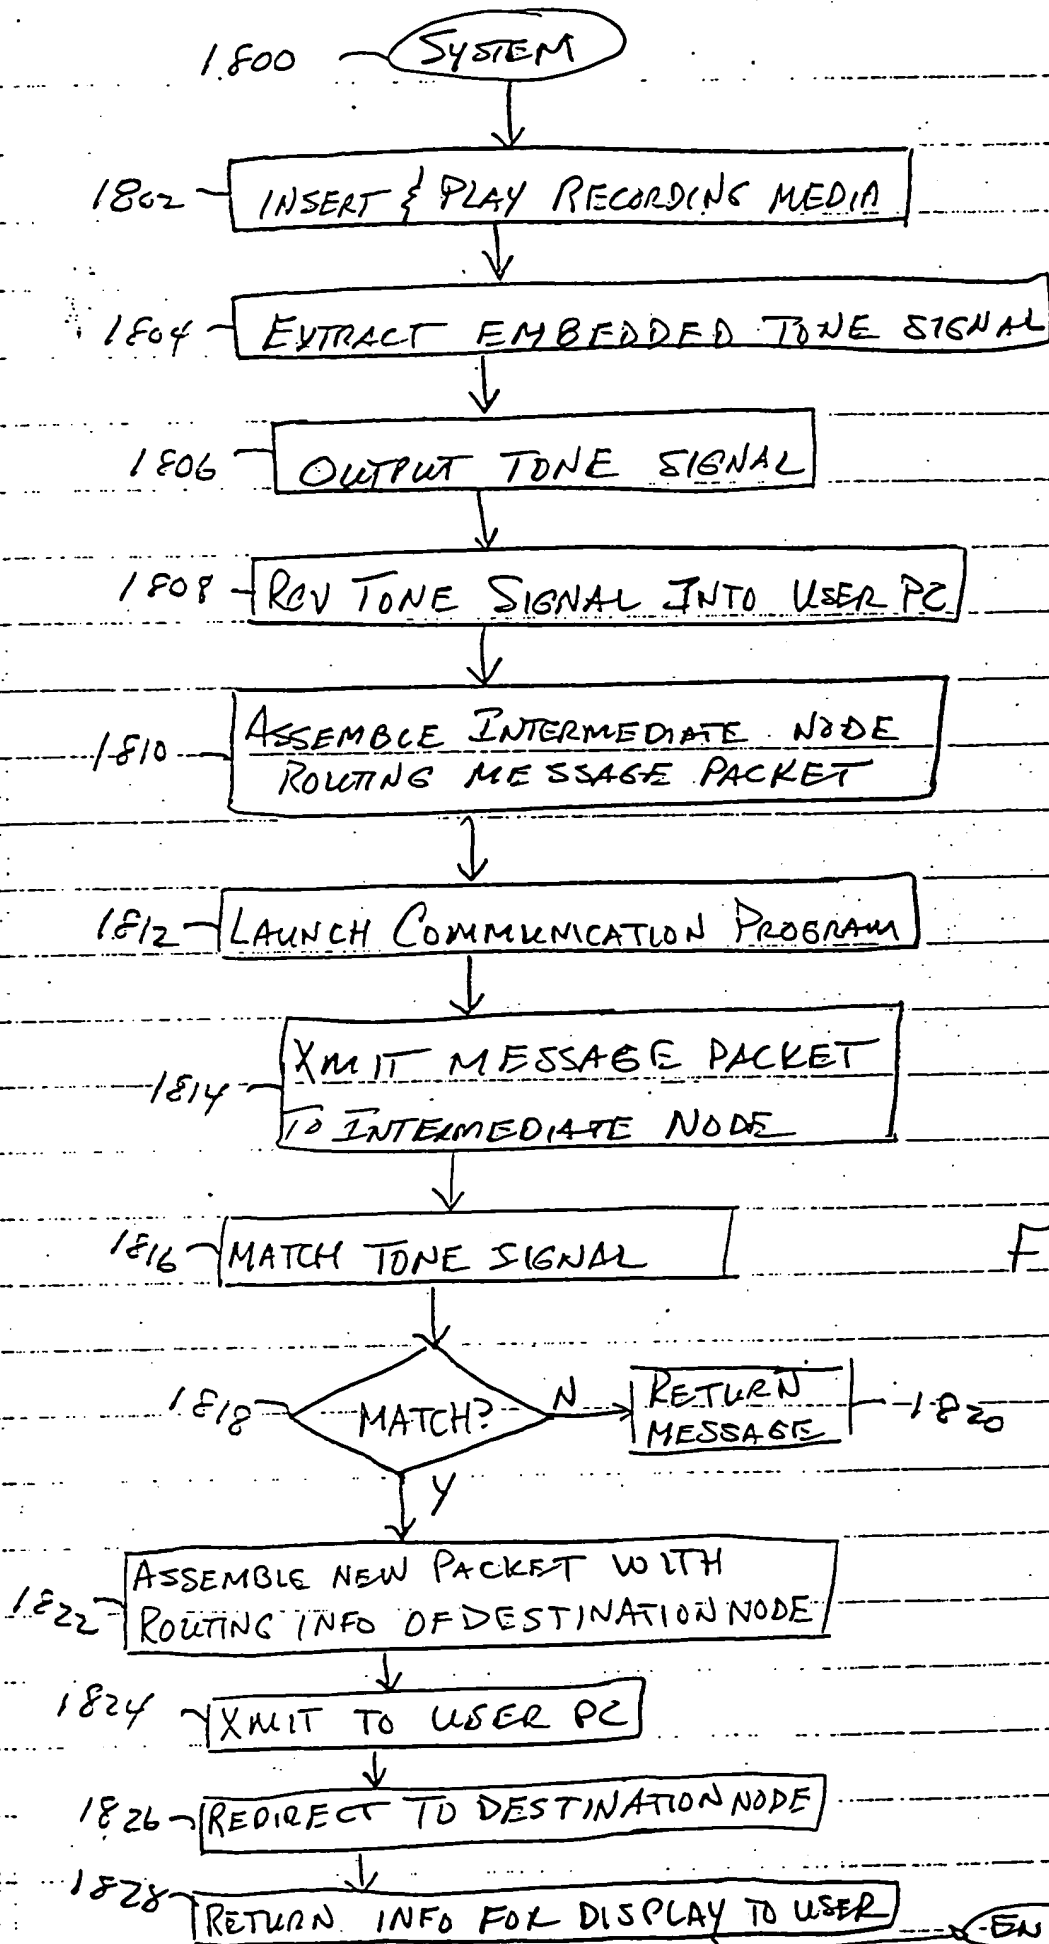 1800 SYSTEM
1802 INSERT & PLAY RECORDING MEDIA
1804 EXTRACT EMBEDDED TONE SIGNAL
1806 OUTPUT TONE SIGNAL
1808 RCV TONE SIGNAL INTO USER PC
1810 ASSEMBLE INTERMEDIATE NODE
ROUTING MESSAGE PACKET
1812 LAUNCH COMMUNICATION PROGRAM
1814 XMIT MESSAGE PACKET
TO INTERMEDIATE NODE
1816 MATCH TONE SIGNAL F
1818 MATCH? N RETURN
MESSAGE 1820
Y
1822 ASSEMBLE NEW PACKET WITH
ROUTING INFO OF DESTINATION NODE
1824 XMIT TO USER PC
1826 REDIRECT TO DESTINATION NODE
1828 RETURN INFO FOR DISPLAY TO USER
EN